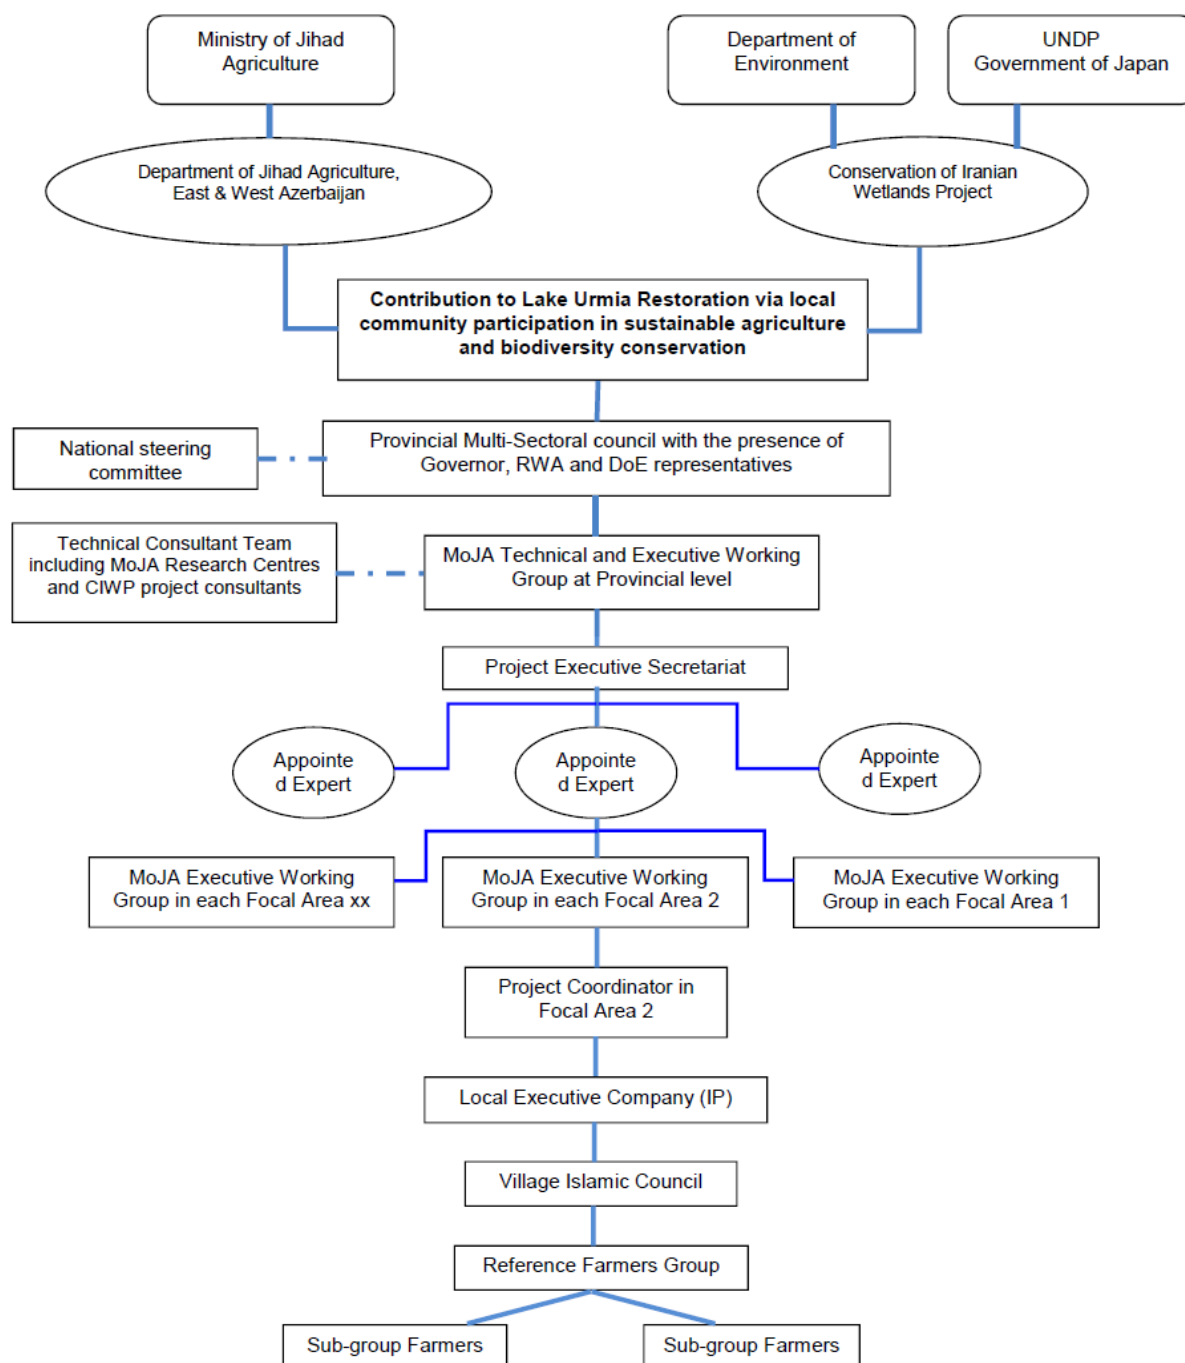 Ministry of Jihad
Agriculture
Department of
Environment
UNDP
Government of Japan
Department of Jihad Agriculture,
East & West Azerbaijan
Conservation of Iranian
Wetlands Project
Contribution to Lake Urmia Restoration via local
community participation in sustainable agriculture
and biodiversity conservation
National steering
committee
Provincial Multi-Sectoral council with the presence of
Governor, RWA and DoE representatives
Technical Consultant Team
including MoJA Research Centres
and CIWP project consultants
MoJA Technical and Executive Working
Group at Provincial level
Project Executive Secretariat
Appointe
d Expert
Appointe
d Expert
Appointe
d Expert
MoJA Executive Working
Group in each Focal Area xx
MoJA Executive Working
Group in each Focal Area 2
MoJA Executive Working
Group in each Focal Area 1
Project Coordinator in
Focal Area 2
Local Executive Company (IP)
Village Islamic Council
Reference Farmers Group
Sub-group Farmers
Sub-group Farmers